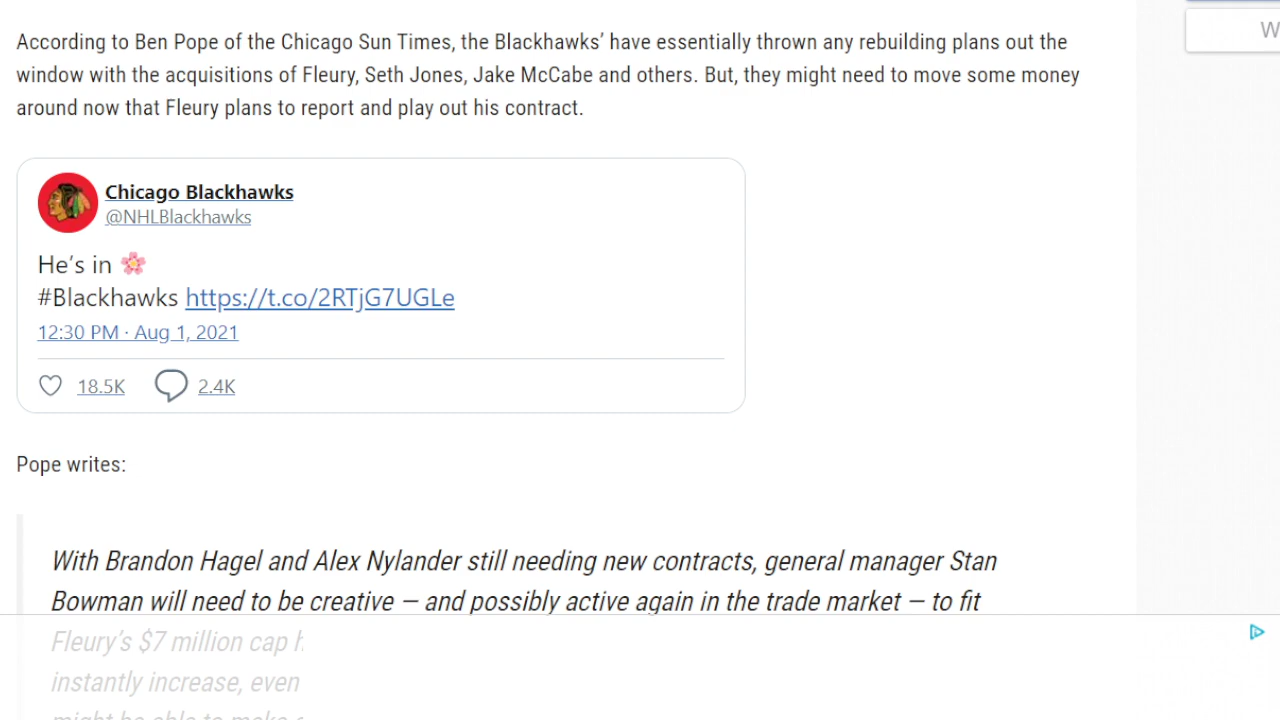 According to Ben Pope of the Chicago Sun Times, the Blackhawks’ have essentially thrown any rebuilding plans out the
W
window with the acquisitions of Fleury, Seth Jones, Jake McCabe and others. But, they might need to move some money
around now that Fleury plans to report and play out his contract.
Chicago Blackhawks
@NHLBlackhawks
He’s in 🌸
#Blackhawks https://t.co/2RTjG7UGLe
12:30 PM · Aug 1, 2021
18.5K 2.4K
Pope writes:
With Brandon Hagel and Alex Nylander still needing new contracts, general manager Stan
Bowman will need to be creative – and possibly active again in the trade market – to fit
Fleury’s $7 million cap
instantly increase, even
might be able to make